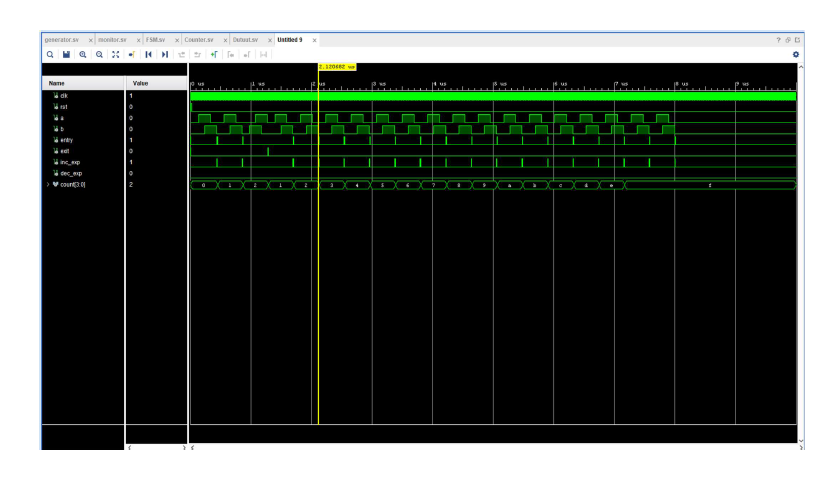 generator.sv × monitor.sv × FSM.sv × Counter.sv × Dutout.sv × Untitled 9 ×
2.120682 us
Name Value 0 us 1 us 2 us 3 us 4 us 5 us 6 us 7 us 8 us 9 us
clk 1
rst 0
a 0
b 0
entry 1
exit 0
inc_exp 1
dec_exp 0
count[3:0] 2 0 1 2 1 2 3 4 5 6 7 8 9 a b c d e f